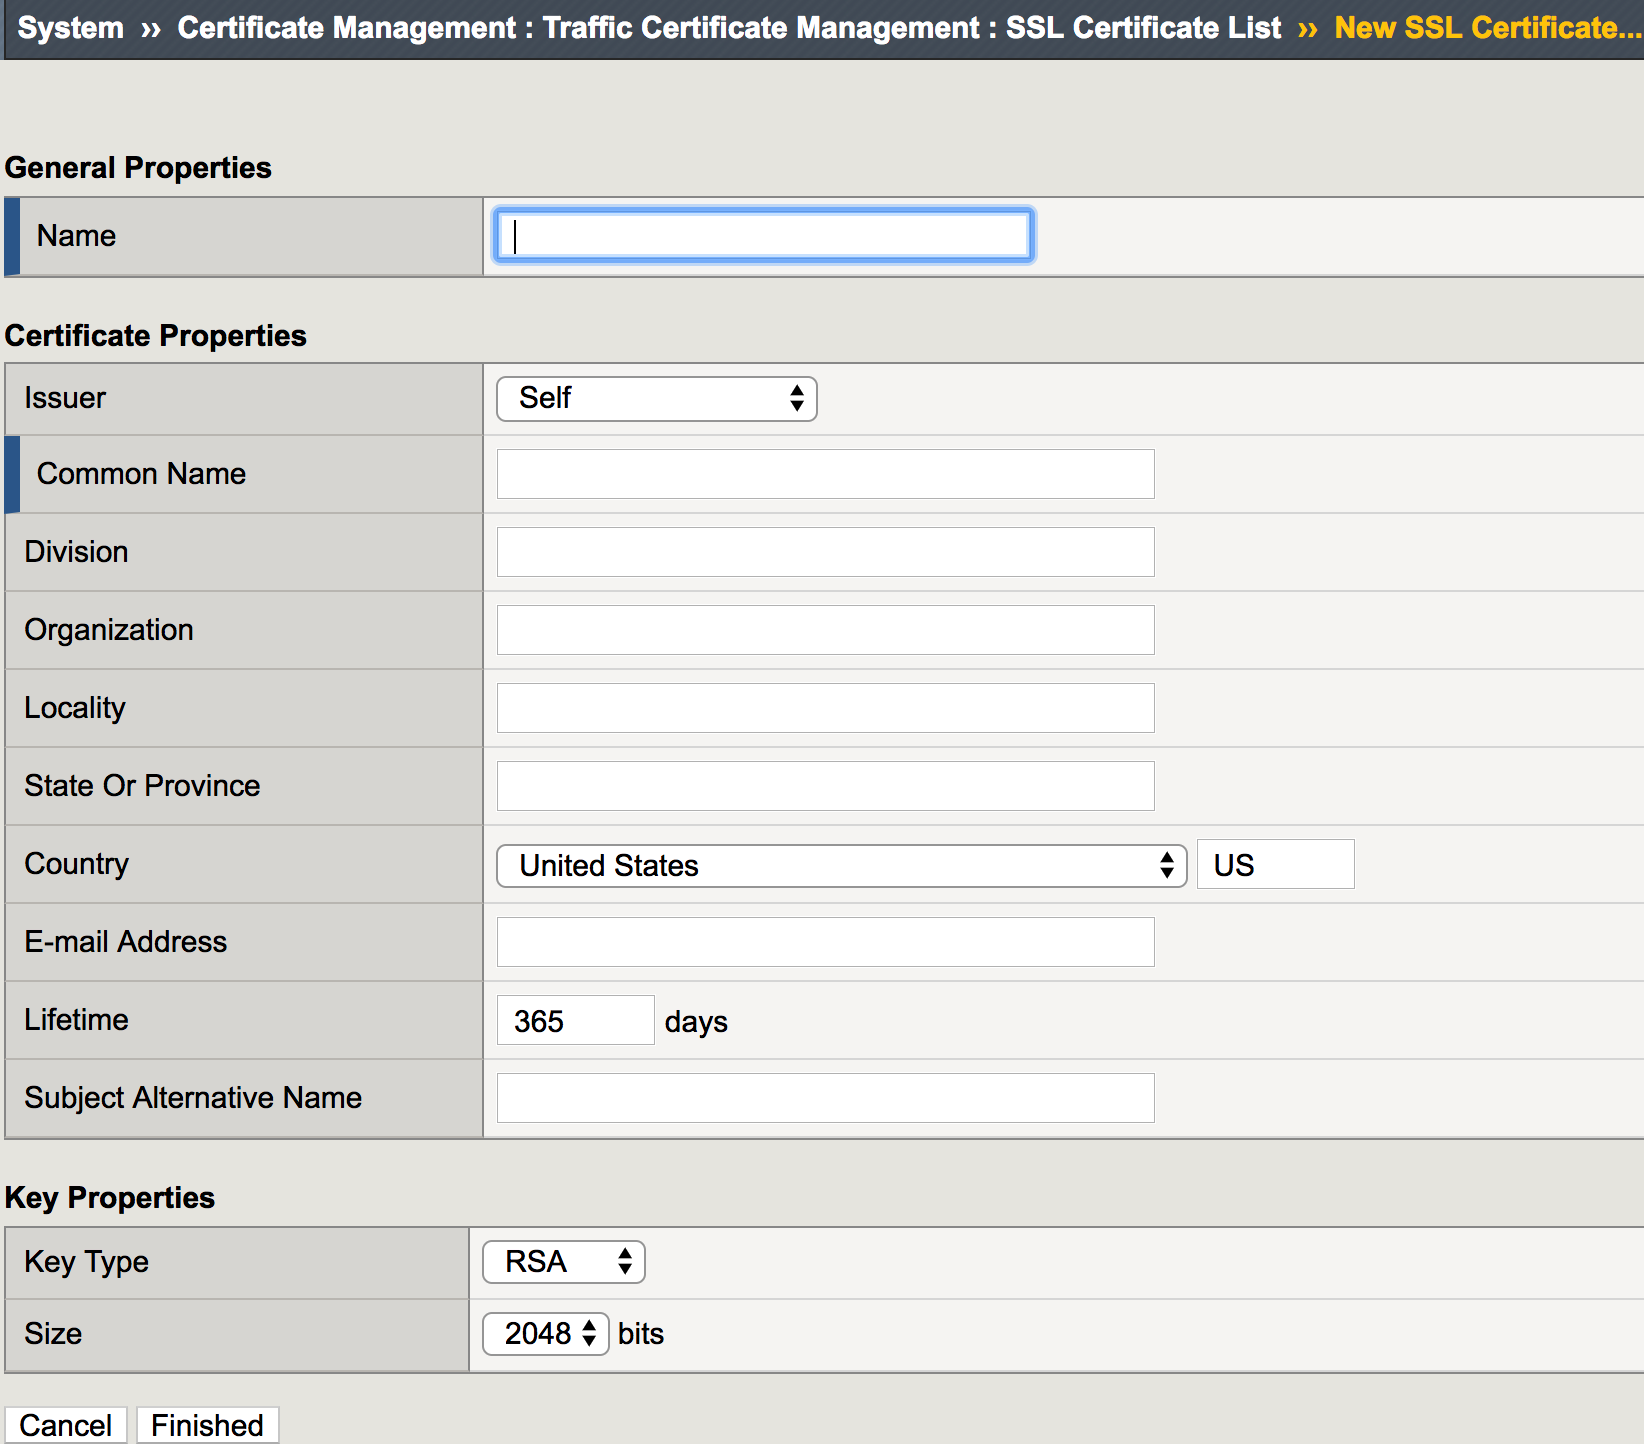 System ›› Certificate Management : Traffic Certificate Management : SSL Certificate List ›› New SSL Certificate...
General Properties
Name
Certificate Properties
Issuer Self
Common Name
Division
Organization
Locality
State Or Province
Country United States US
E-mail Address
Lifetime 365 days
Subject Alternative Name
Key Properties
Key Type RSA
Size 2048 bits
Cancel Finished